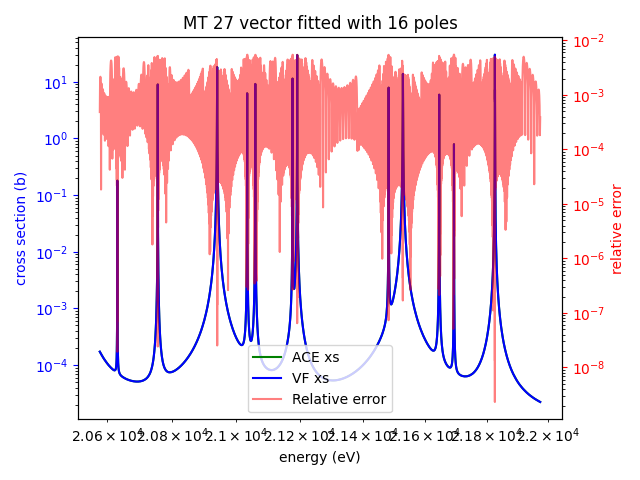 MT 27 vector fitted with 16 poles
cross section (b)
10¹
10⁰
10⁻¹
10⁻²
10⁻³
10⁻⁴
10⁻²
10⁻³
10⁻⁴
10⁻⁵
10⁻⁶
10⁻⁷
10⁻⁸
relative error
ACE xs
VF xs
Relative error
2.06 × 10⁴ 2.08 × 10⁴ 2.1 × 10⁴ 2.12 × 10⁴ 2.14 × 10⁴ 2.16 × 10⁴ 2.18 × 10⁴ 2.2 × 10⁴
energy (eV)